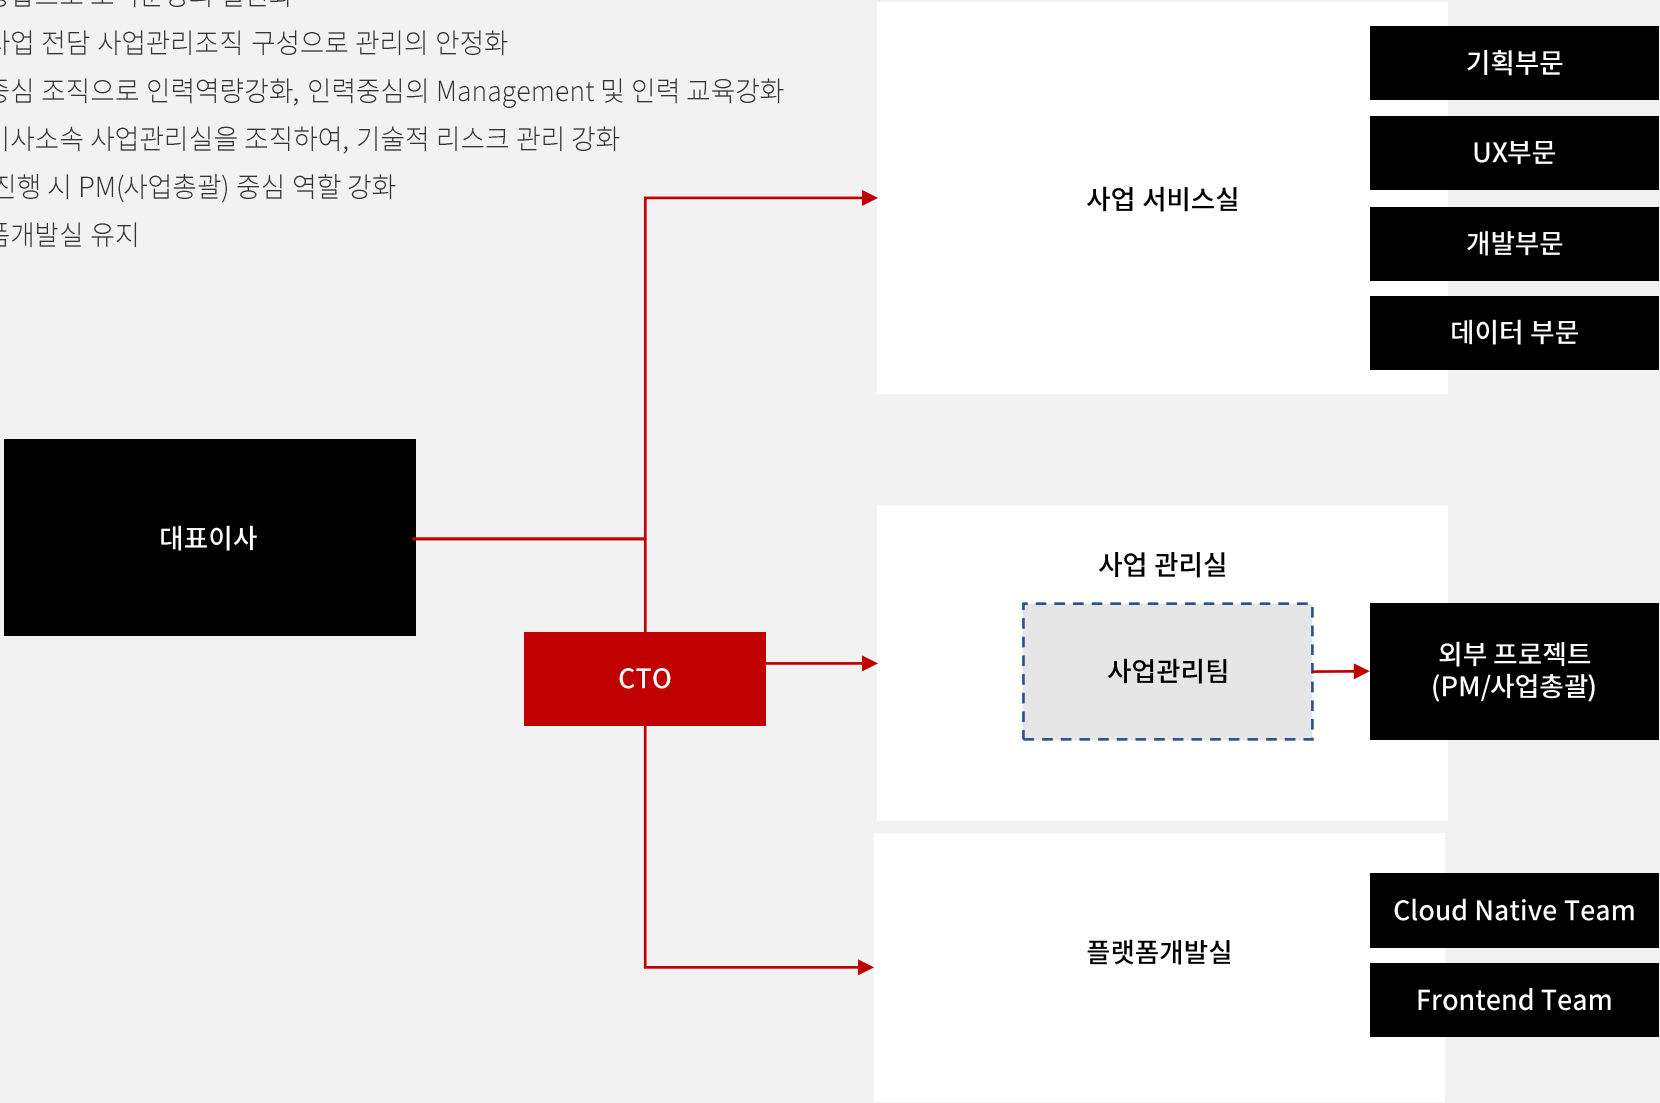 사업 전담 사업관리조직 구성으로 관리의 안정화
중심 조직으로 인력역량강화, 인력중심의 Management 및 인력 교육강화
이사소속 사업관리실을 조직하여, 기술적 리스크 관리 강화
진행 시 PM(사업총괄) 중심 역할 강화
폼개발실 유지
기획부문
UX부문
사업 서비스실
개발부문
데이터 부문
대표이사
사업 관리실
CTO
사업관리팀
외부 프로젝트
(PM/사업총괄)
Cloud Native Team
플랫폼개발실
Frontend Team